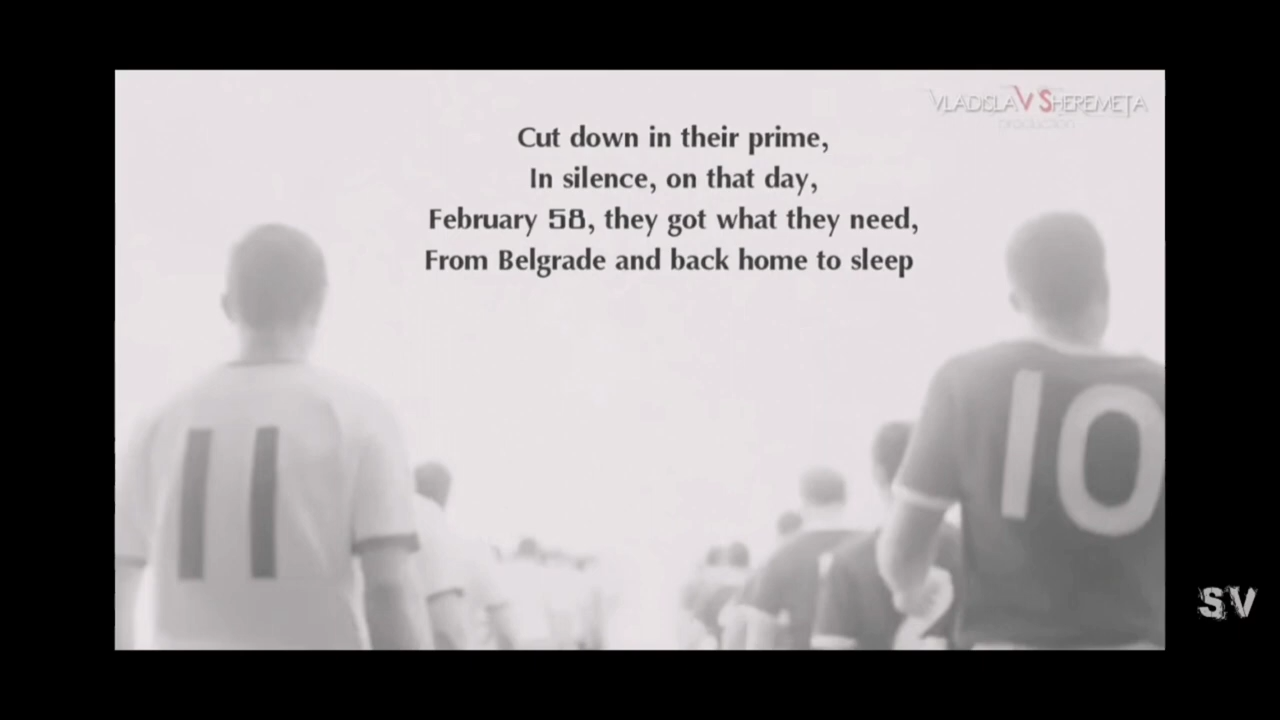 VLADISLAV SHEREMETA
production
Cut down in their prime,
In silence, on that day,
February 58, they got what they need,
From Belgrade and back home to sleep
11
10
SV